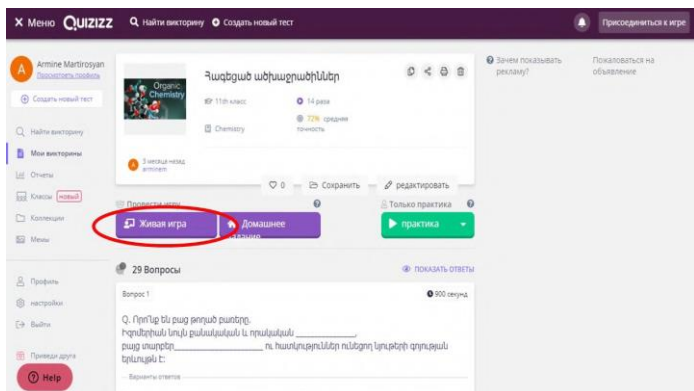 Меню QUIZIZZ Найти викторину Создать новый тест Присоединиться к игре
Armine Martirosyan
Просмотреть профиль
Создать новый тест
Найти викторину
Мои викторины
Отчеты
Классы новый
Коллекции
Мемы
Профиль
настройки
Выйти
Приведи друга
Help
Organic
Chemistry
Հագեցած ածխաջրածիններ
11th класс
14 раза
Chemistry
72% средняя
точность
3 месяца назад
arminem
0 Сохранить редактировать
Провести игру
Только практика
Живая игра
Домашнее
задание
практика
29 Вопросы
ПОКАЗАТЬ ОТВЕТЫ
Вопрос 1
900 секунд
Q. Որո՞նք են բաց թողած բառերը.
Իզոմերիան նույն քանակական և որակական ______________,
բայց տարբեր____________________ ու հատկություններ ունեցող նյութերի գոյության
երևույթն է:
Варианты ответов
Зачем показывать
рекламу?
Пожаловаться на
объявление